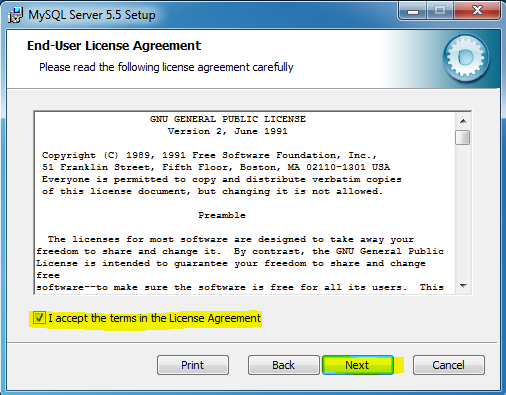 MySQL Server 5.5 Setup
End-User License Agreement
Please read the following license agreement carefully
GNU GENERAL PUBLIC LICENSE
Version 2, June 1991
Copyright (C) 1989, 1991 Free Software Foundation, Inc.,
51 Franklin Street, Fifth Floor, Boston, MA 02110-1301 USA
Everyone is permitted to copy and distribute verbatim copies
of this license document, but changing it is not allowed.
Preamble
The licenses for most software are designed to take away your
freedom to share and change it.  By contrast, the GNU General Public
License is intended to guarantee your freedom to share and change
free
software--to make sure the software is free for all its users.  This
I accept the terms in the License Agreement
Print Back Next Cancel